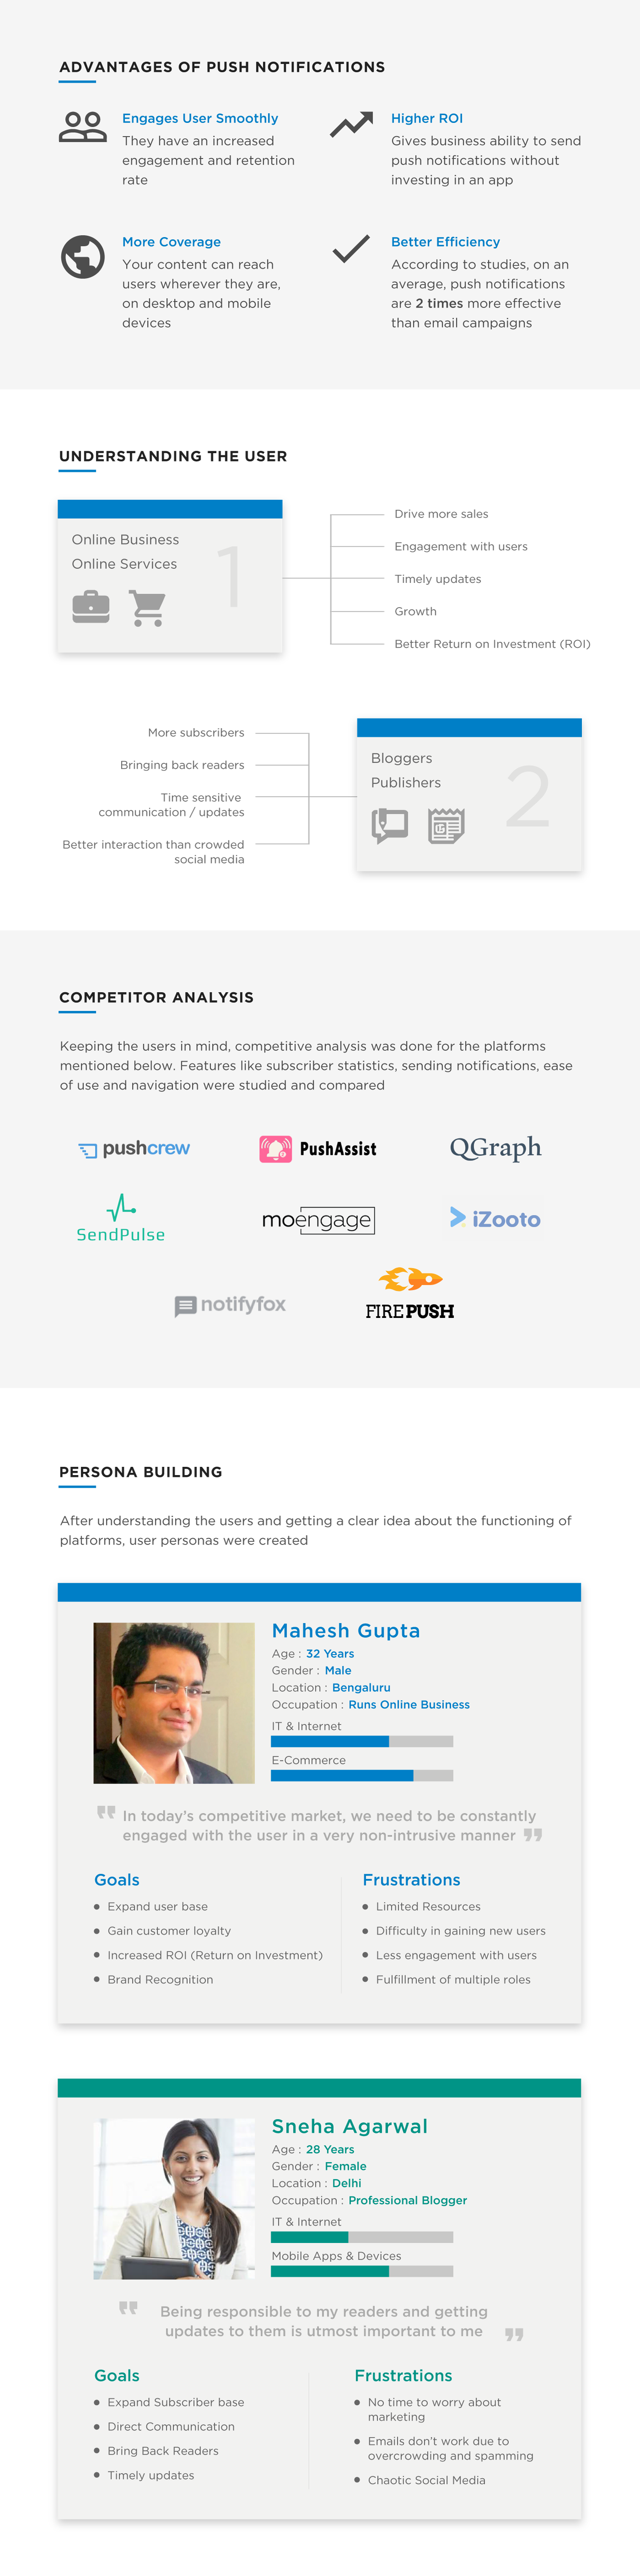 ADVANTAGES OF PUSH NOTIFICATIONS
Engages User Smoothly
They have an increased
engagement and retention
rate
Higher ROI
Gives business ability to send
push notifications without
investing in an app
More Coverage
Your content can reach
users wherever they are,
on desktop and mobile
devices
Better Efficiency
According to studies, on an
average, push notifications
are 2 times more effective
than email campaigns
UNDERSTANDING THE USER
Online Business
Online Services
1
Drive more sales
Engagement with users
Timely updates
Growth
Better Return on Investment (ROI)
More subscribers
Bringing back readers
Time sensitive
communication / updates
Better interaction than crowded
social media
Bloggers
Publishers
2
COMPETITOR ANALYSIS
Keeping the users in mind, competitive analysis was done for the platforms
mentioned below. Features like subscriber statistics, sending notifications, ease
of use and navigation were studied and compared
pushcrew
PushAssist
QGraph
SendPulse
moengage
iZooto
notifyfox
FIREPUSH
PERSONA BUILDING
After understanding the users and getting a clear idea about the functioning of
platforms, user personas were created
Mahesh Gupta
Age : 32 Years
Gender : Male
Location : Bengaluru
Occupation : Runs Online Business
IT & Internet
E-Commerce
" In today's competitive market, we need to be constantly
engaged with the user in a very non-intrusive manner "
Goals
Expand user base
Gain customer loyalty
Increased ROI (Return on Investment)
Brand Recognition
Frustrations
Limited Resources
Difficulty in gaining new users
Less engagement with users
Fulfillment of multiple roles
Sneha Agarwal
Age : 28 Years
Gender : Female
Location : Delhi
Occupation : Professional Blogger
IT & Internet
Mobile Apps & Devices
" Being responsible to my readers and getting
updates to them is utmost important to me "
Goals
Expand Subscriber base
Direct Communication
Bring Back Readers
Timely updates
Frustrations
No time to worry about
marketing
Emails don't work due to
overcrowding and spamming
Chaotic Social Media